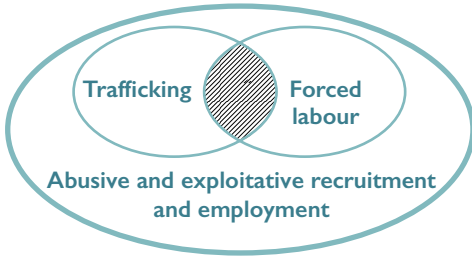 Trafficking
Forced
labour
Abusive and exploitative recruitment
and employment